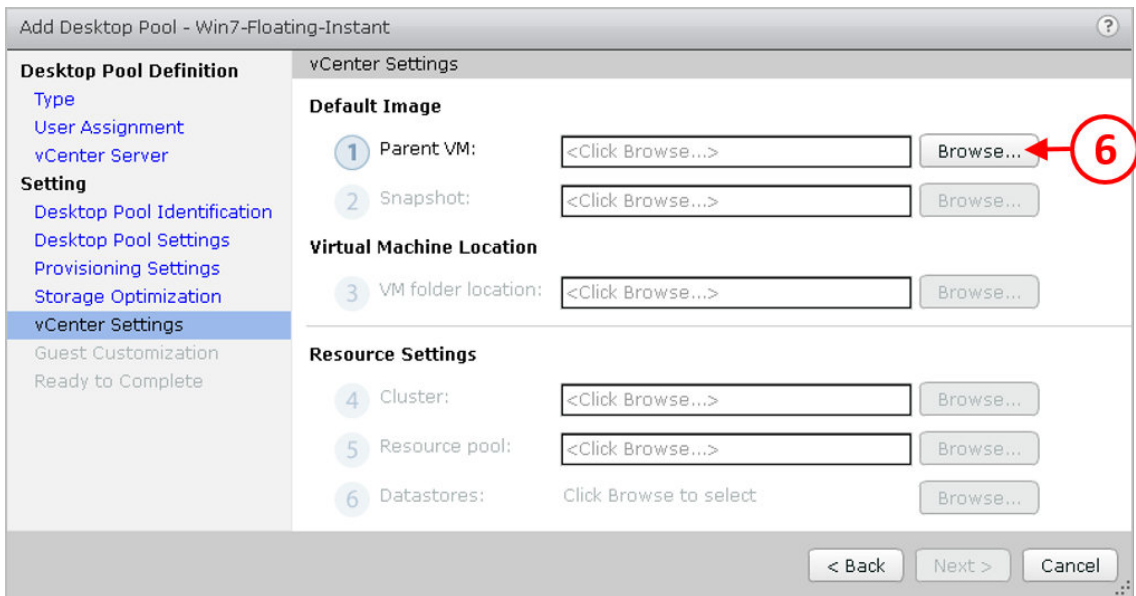 Add Desktop Pool - Win7-Floating-Instant
?
Desktop Pool Definition
Type
User Assignment
vCenter Server
Setting
Desktop Pool Identification
Desktop Pool Settings
Provisioning Settings
Storage Optimization
vCenter Settings
Guest Customization
Ready to Complete
vCenter Settings
Default Image
1 Parent VM: <Click Browse...> Browse... 6
2 Snapshot: <Click Browse...> Browse...
Virtual Machine Location
3 VM folder location: <Click Browse...> Browse...
Resource Settings
4 Cluster: <Click Browse...> Browse...
5 Resource pool: <Click Browse...> Browse...
6 Datastores: Click Browse to select Browse...
< Back Next > Cancel